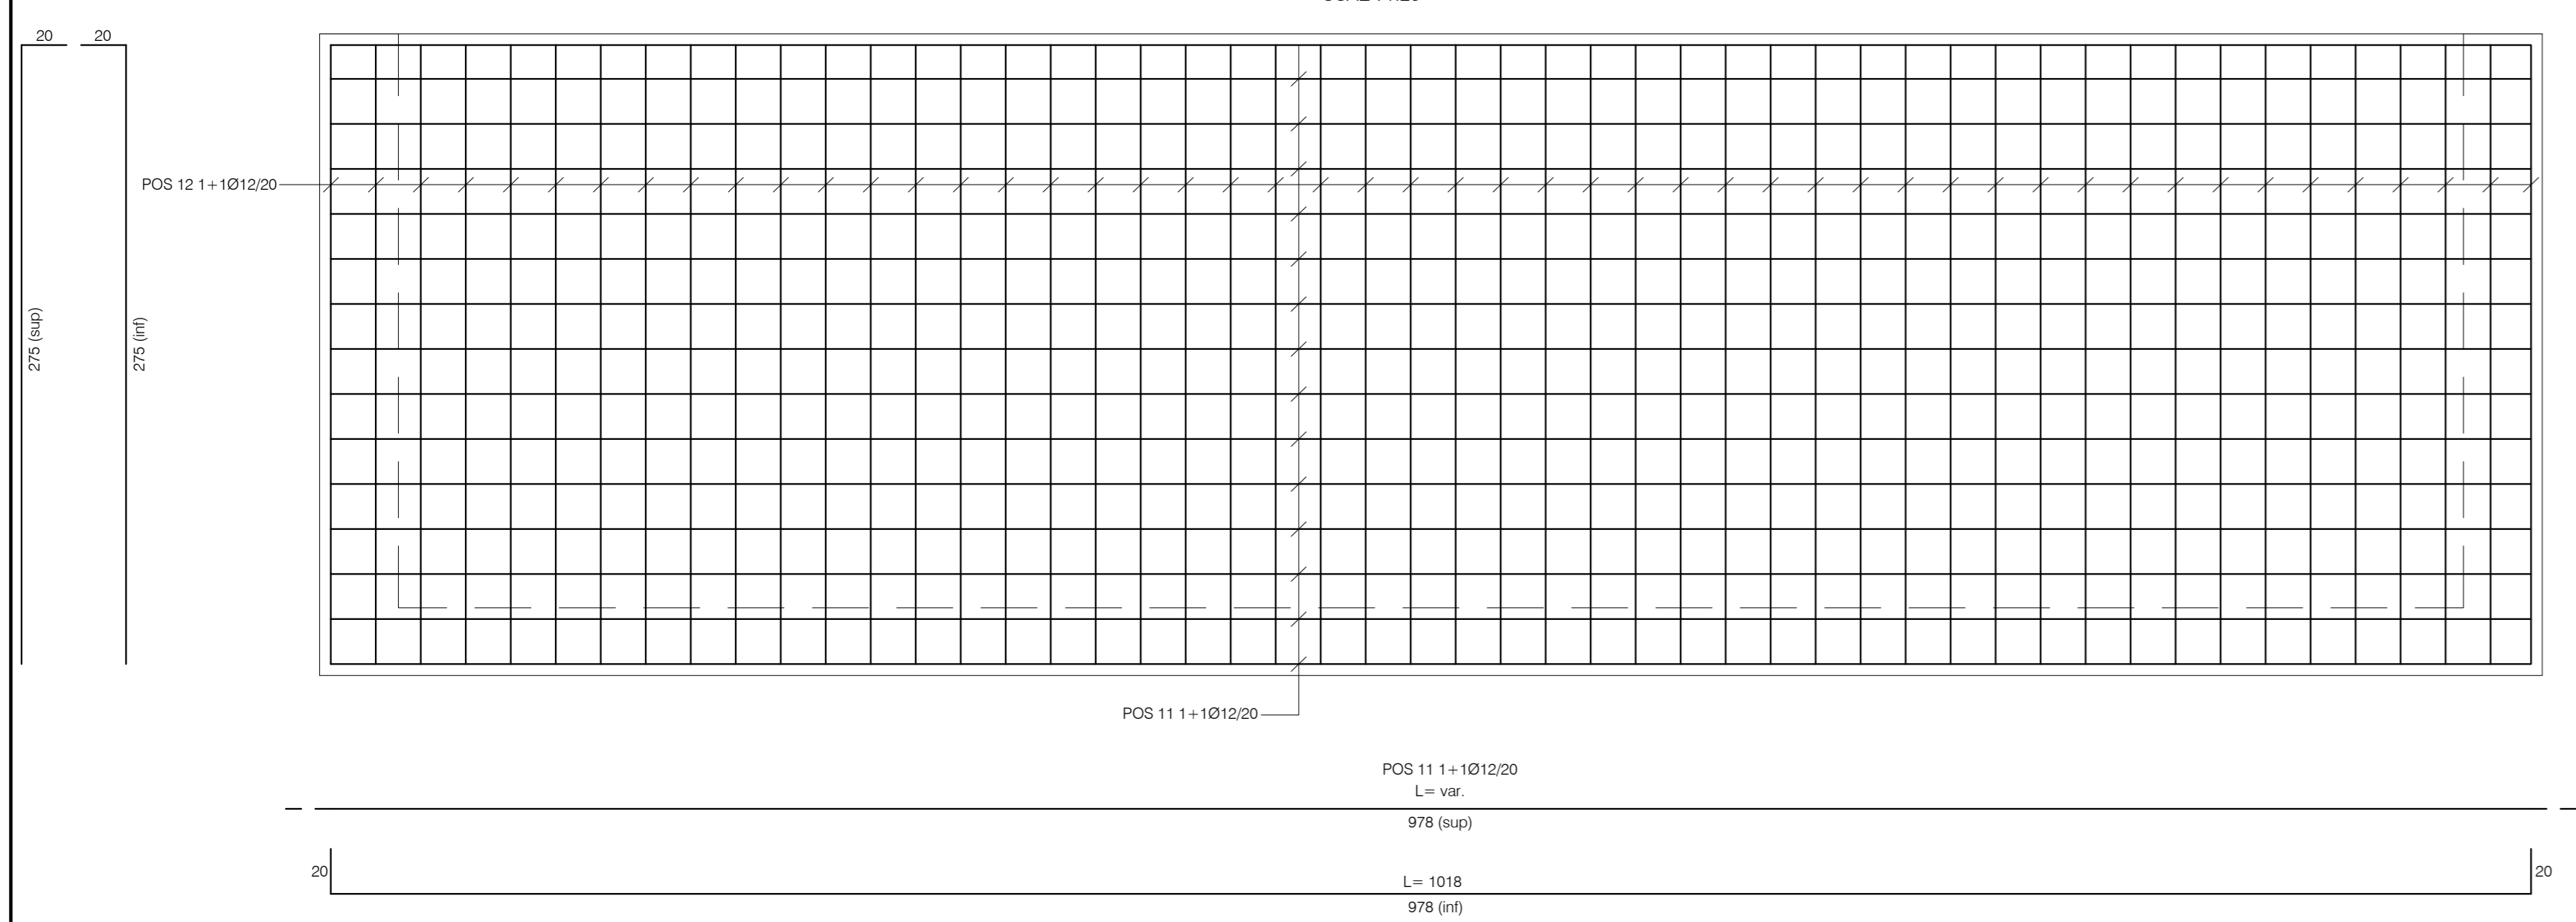 20
20
275 (sup)
275 (inf)
POS 12 1+1Ø12/20
POS 11 1+1Ø12/20
POS 11 1+1Ø12/20
L= var.
978 (sup)
20
L= 1018
20
978 (inf)